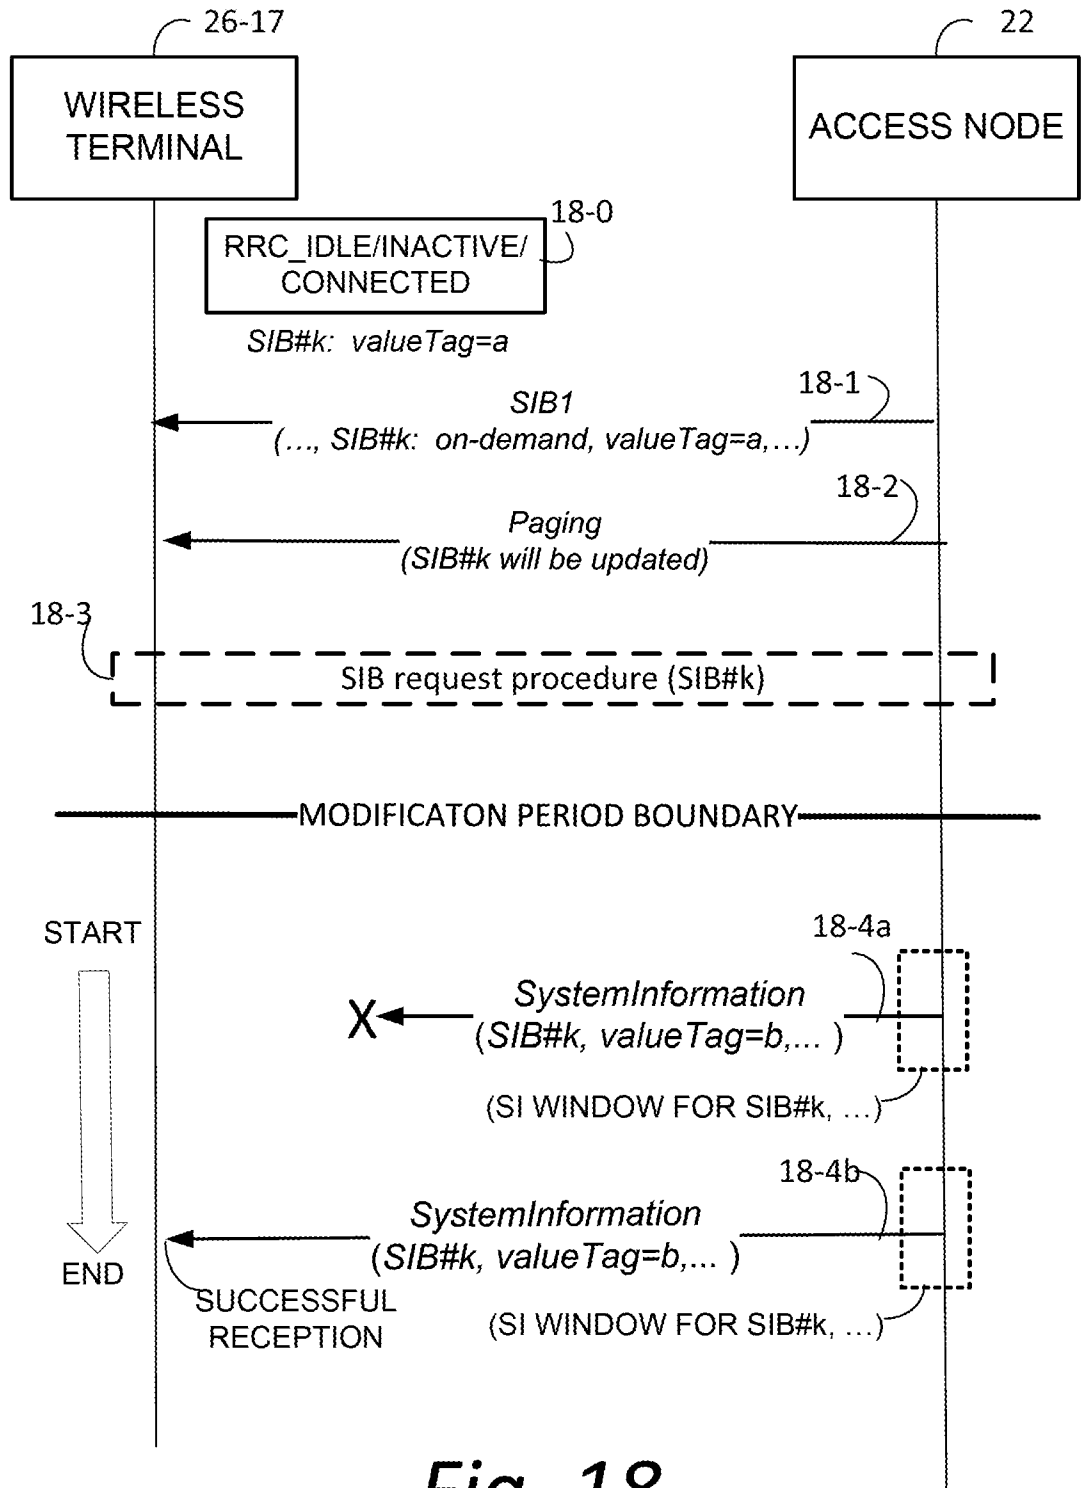 26-17
22
WIRELESS
TERMINAL
ACCESS NODE
18-0
RRC_IDLE/INACTIVE/
CONNECTED
SIB#k: valueTag=a
18-1
SIB1
(..., SIB#k: on-demand, valueTag=a,...)
18-2
Paging
(SIB#k will be updated)
18-3
SIB request procedure (SIB#k)
MODIFICATON PERIOD BOUNDARY
START
18-4a
SystemInformation
X
(SIB#k, valueTag=b,... )
(SI WINDOW FOR SIB#k, ...)
18-4b
SystemInformation
(SIB#k, valueTag=b,... )
END
SUCCESSFUL
RECEPTION
(SI WINDOW FOR SIB#k, ...)
Fig. 18